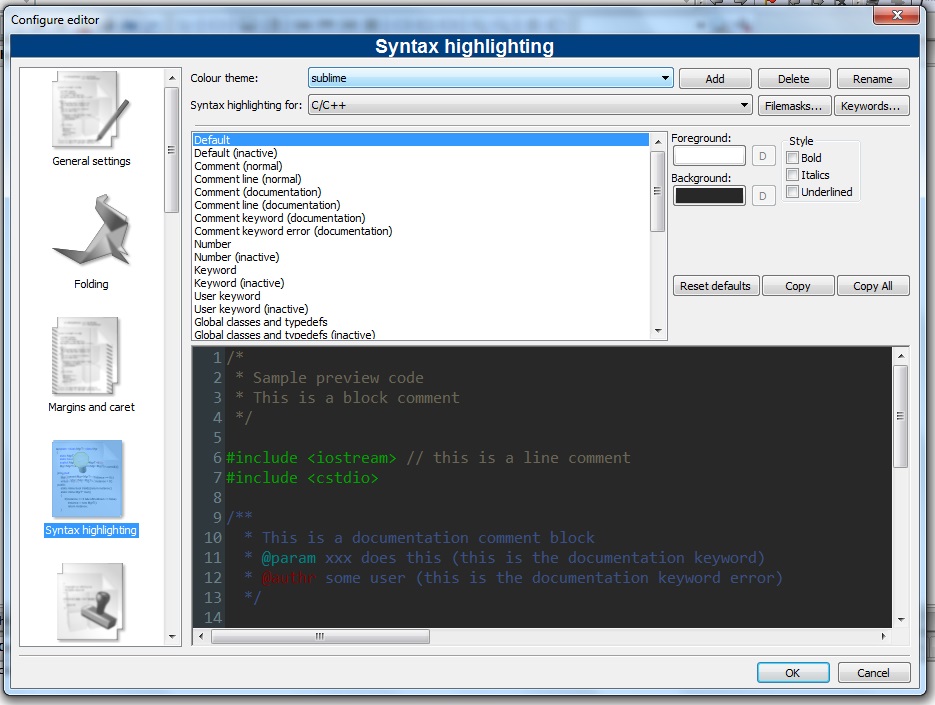 Configure editor
Syntax highlighting
General settings
Folding
Margins and caret
Syntax highlighting
Colour theme:
sublime
Add
Delete
Rename
Syntax highlighting for:
C/C++
Filemasks...
Keywords...
Default
Default (inactive)
Comment (normal)
Comment line (normal)
Comment (documentation)
Comment line (documentation)
Comment keyword (documentation)
Comment keyword error (documentation)
Number
Number (inactive)
Keyword
Keyword (inactive)
User keyword
User keyword (inactive)
Global classes and typedefs
Global classes and typedefs (inactive)
Foreground:
D
Background:
D
Style
Bold
Italics
Underlined
Reset defaults
Copy
Copy All
1 /*
2  * Sample preview code
3  * This is a block comment
4  */
5
6 #include <iostream> // this is a line comment
7 #include <cstdio>
8
9 /**
10  * This is a documentation comment block
11  * @param xxx does this (this is the documentation keyword)
12  * @authr some user (this is the documentation keyword error)
13  */
14
OK
Cancel